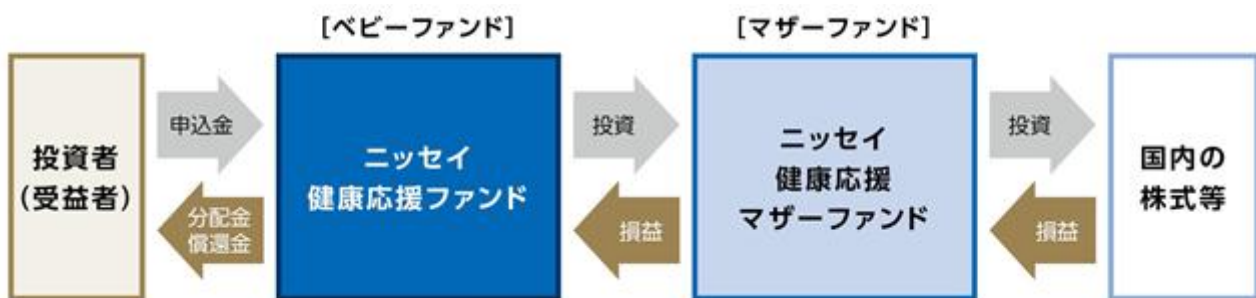 [ベビーファンド]
[マザーファンド]
投資者
(受益者)
申込金
分配金
償還金
ニッセイ
健康応援ファンド
投資
損益
ニッセイ
健康応援
マザーファンド
投資
損益
国内の
株式等